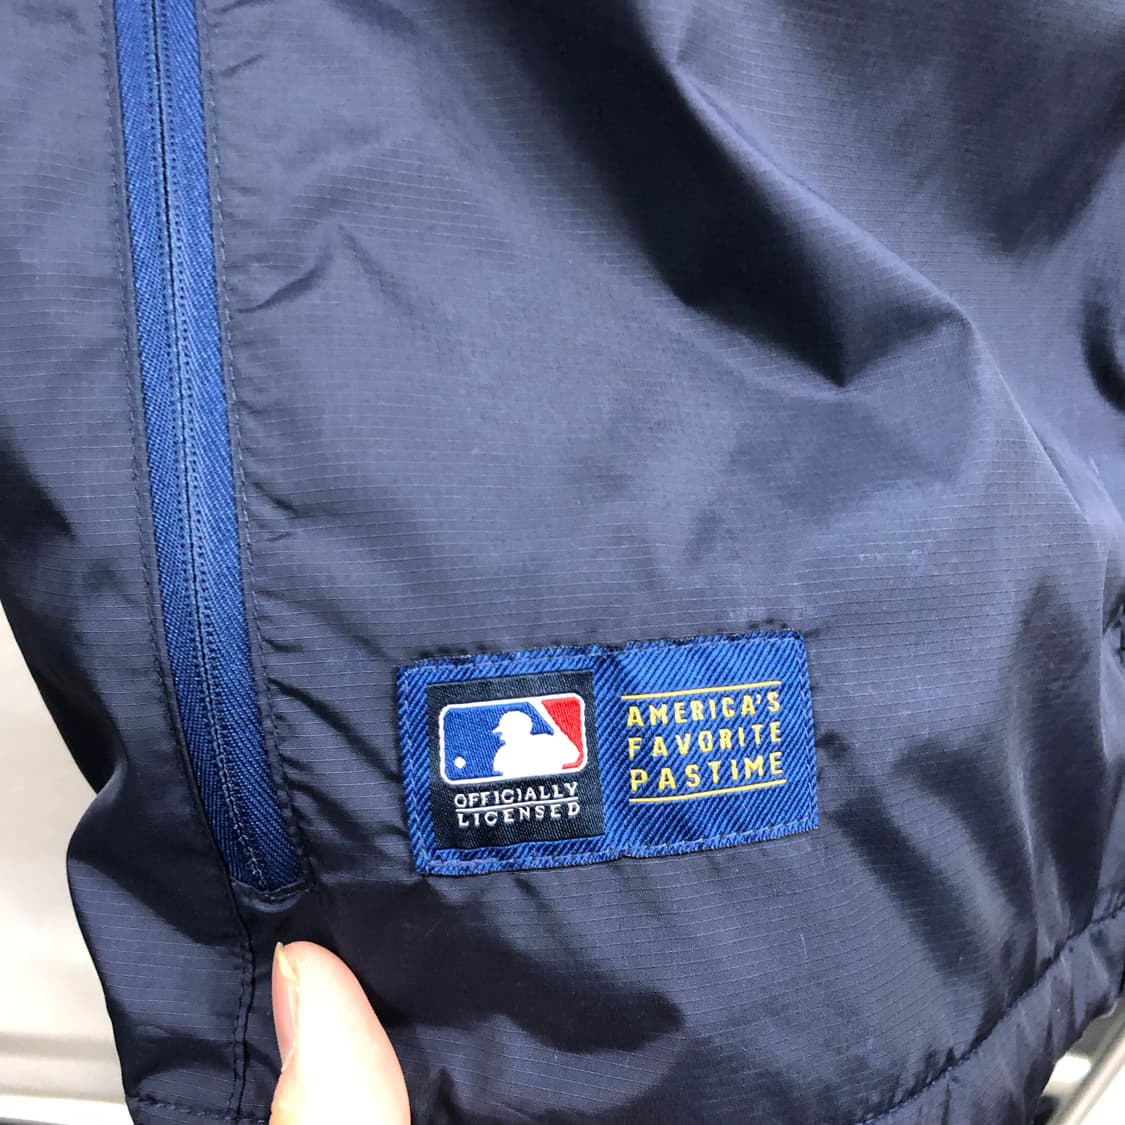 OFFICIALLY
LICENSED
AMERICA'S
FAVORITE
PASTIME